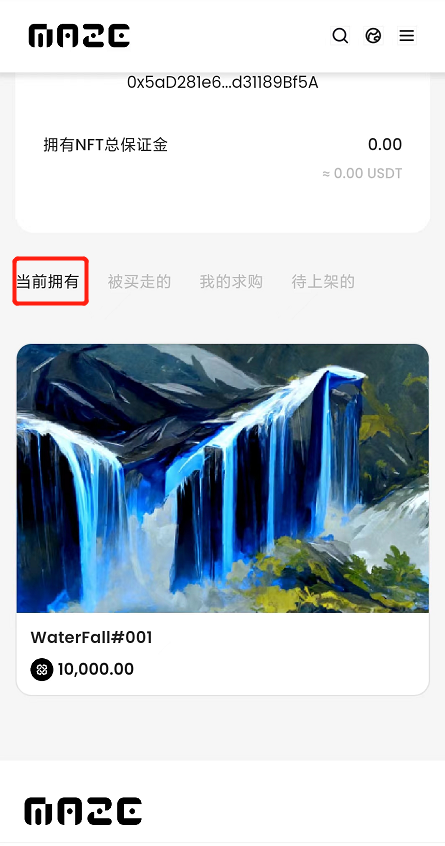 MAZE
0x5aD281e6...d31189Bf5A
拥有NFT总保证金 0.00
≈ 0.00 USDT
当前拥有 被买走的 我的求购 待上架的
WaterFall#001
10,000.00
MAZE